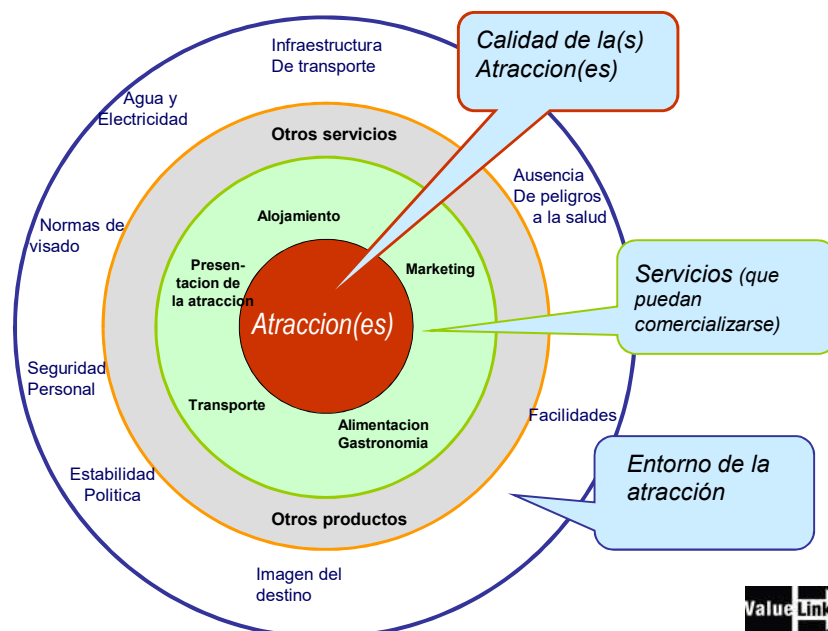 Infraestructura
De transporte
Calidad de la(s)
Atraccion(es)
Agua y
Electricidad
Otros servicios
Ausencia
De peligros
a la salud
Alojamiento
Normas de
visado
Presen-
tacion de
la atraccion
Marketing
Servicios (que
puedan
comercializarse)
Atraccion(es)
Seguridad
Personal
Transporte
Alimentacion
Gastronomia
Facilidades
Entorno de la
atracción
Estabilidad
Politica
Otros productos
Imagen del
destino
Value Link